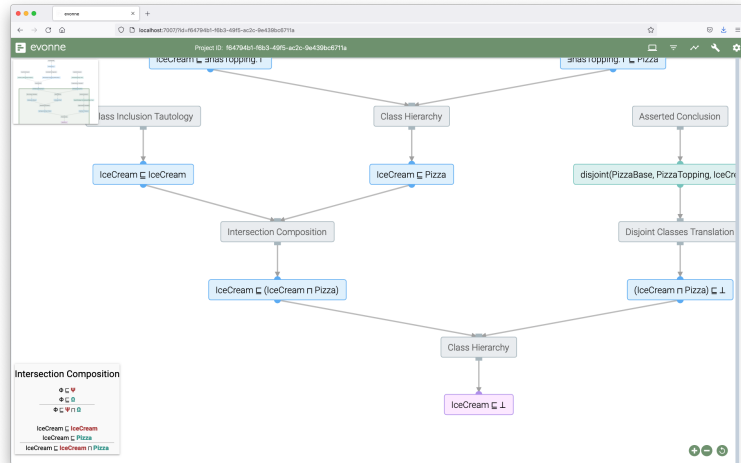 evonne
localhost:7007/?id=f64794b1-f6b3-49f5-ac2c-9e439bc6711a
evonne
Project ID: f64794b1-f6b3-49f5-ac2c-9e439bc6711a
IceCream ⊑ ∃hasTopping.⊤
∃hasTopping.⊤ ⊑ Pizza
lass Inclusion Tautology
Class Hierarchy
Asserted Conclusion
IceCream ⊑ IceCream
IceCream ⊑ Pizza
disjoint(PizzaBase, PizzaTopping, IceCre
Intersection Composition
Disjoint Classes Translation
IceCream ⊑ (IceCream ⊓ Pizza)
(IceCream ⊓ Pizza) ⊑ ⊥
Class Hierarchy
IceCream ⊑ ⊥
Intersection Composition
Φ ⊑ Ψ
Φ ⊑ Ω
Φ ⊑ Ψ ⊓ Ω
IceCream ⊑ IceCream
IceCream ⊑ Pizza
IceCream ⊑ IceCream ⊓ Pizza